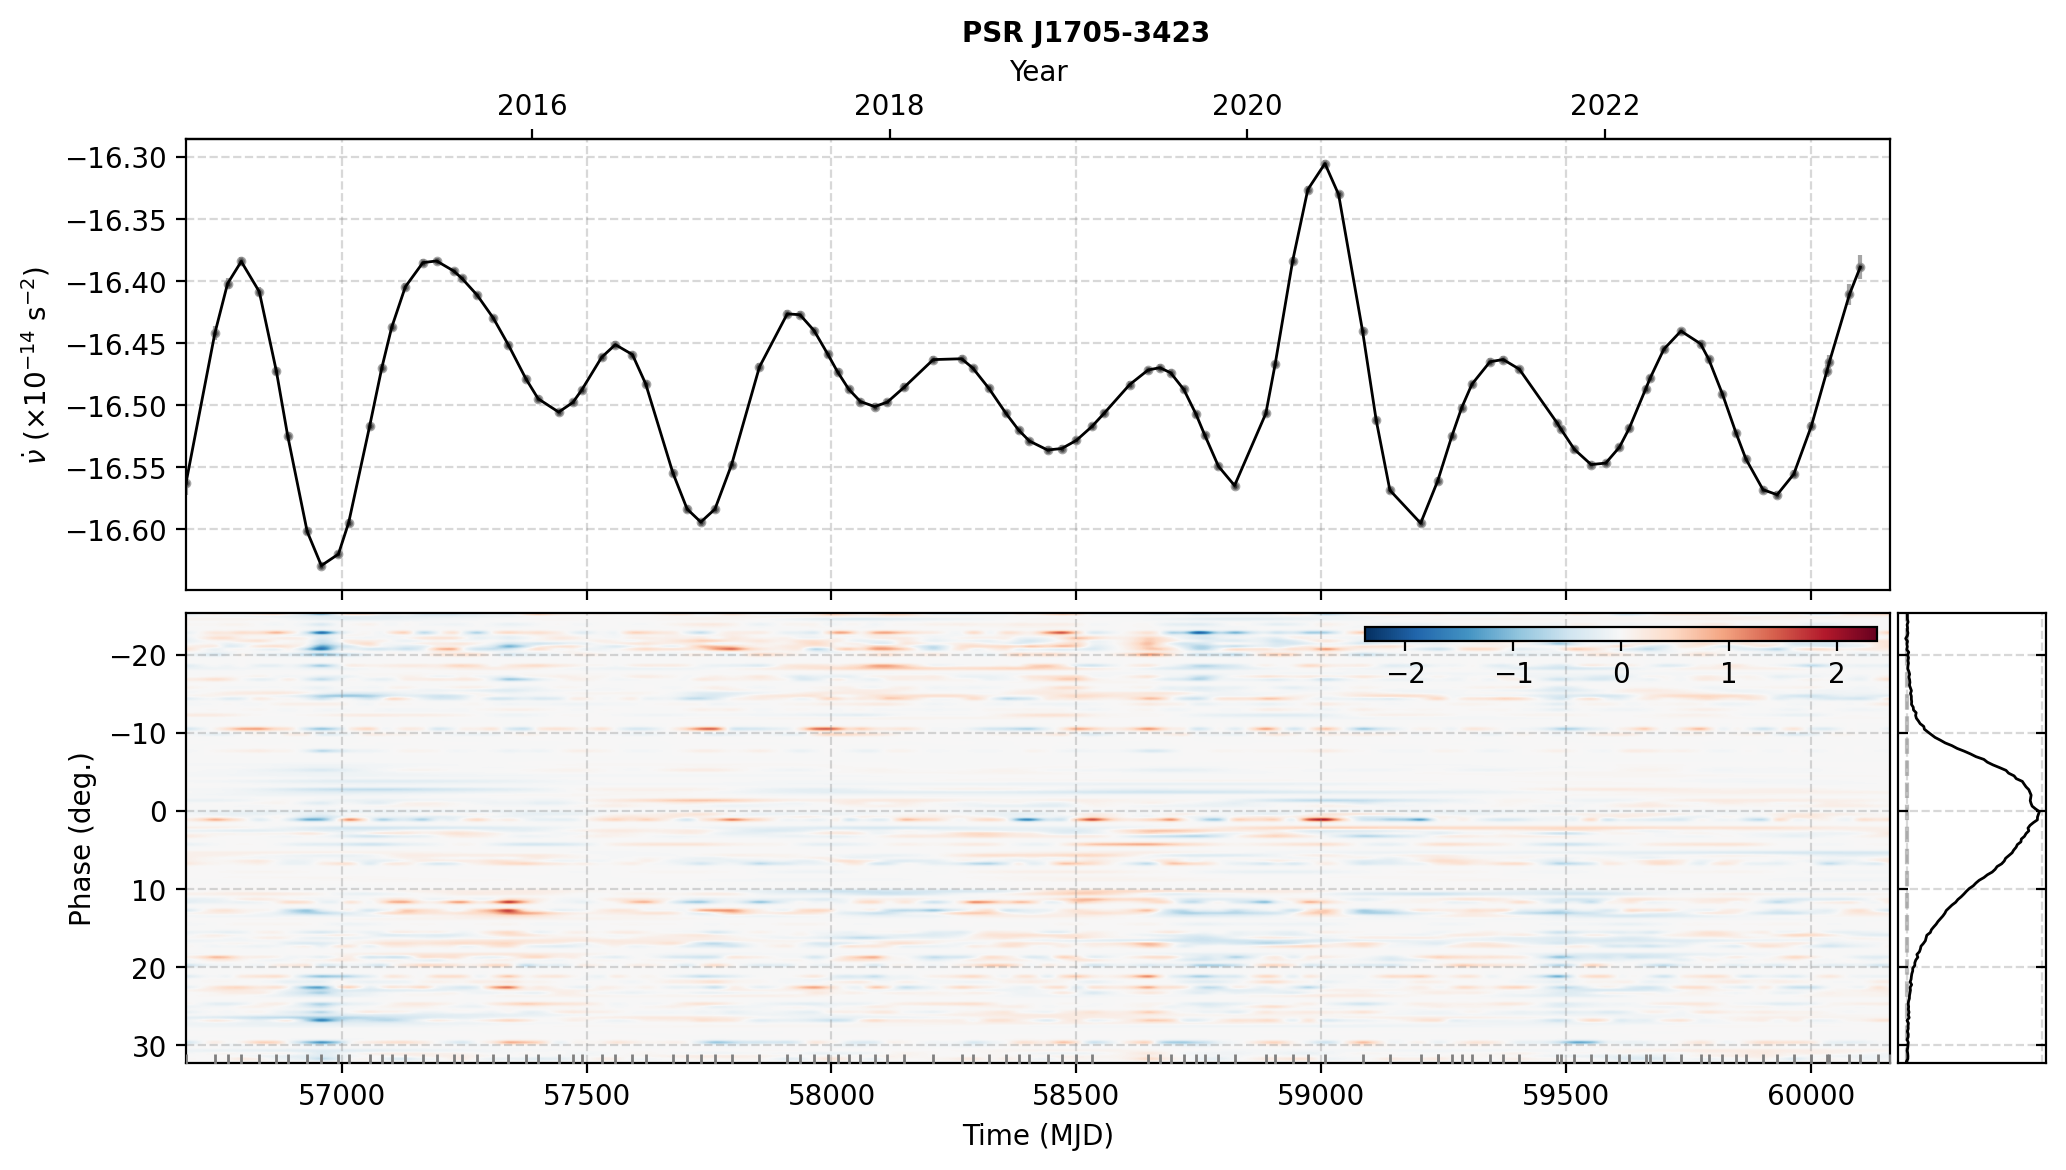 PSR J1705-3423
Year
2016 2018 2020 2022
−16.30
−16.35
−16.40
−16.45
−16.50
−16.55
−16.60
ν̇ (×10⁻¹⁴ s⁻²)
−2 −1 0 1 2
−20
−10
0
10
20
30
Phase (deg.)
57000 57500 58000 58500 59000 59500 60000
Time (MJD)